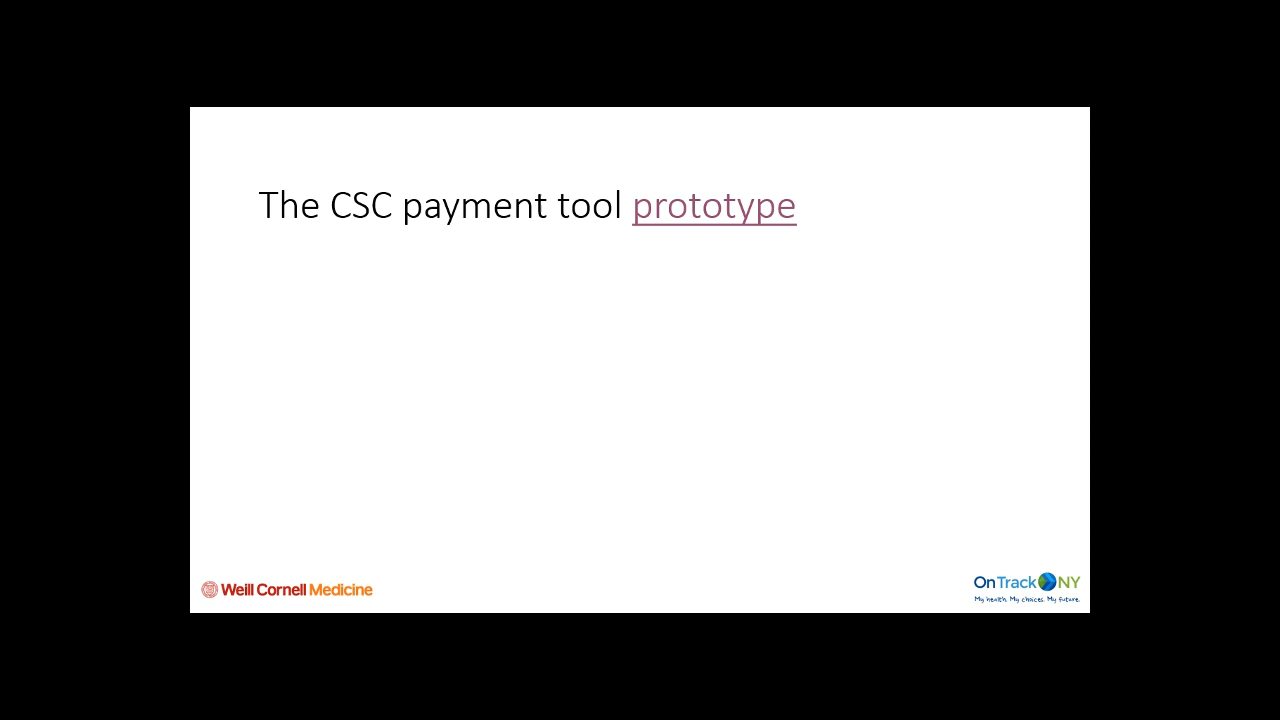 The CSC payment tool prototype
Weill Cornell Medicine
OnTrack NY
My health. My choices. My future.